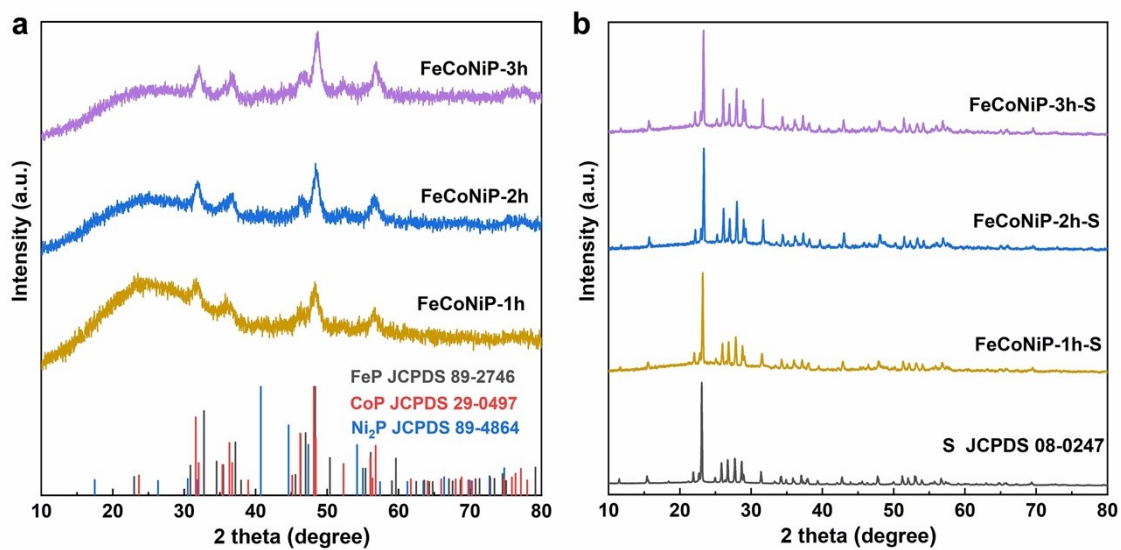 a
FeCoNiP-3h
FeCoNiP-2h
FeCoNiP-1h
FeP JCPDS 89-2746
CoP JCPDS 29-0497
Ni₂P JCPDS 89-4864
Intensity (a.u.)
10 20 30 40 50 60 70 80
2 theta (degree)
b
FeCoNiP-3h-S
FeCoNiP-2h-S
FeCoNiP-1h-S
S JCPDS 08-0247
Intensity (a.u.)
10 20 30 40 50 60 70 80
2 theta (degree)